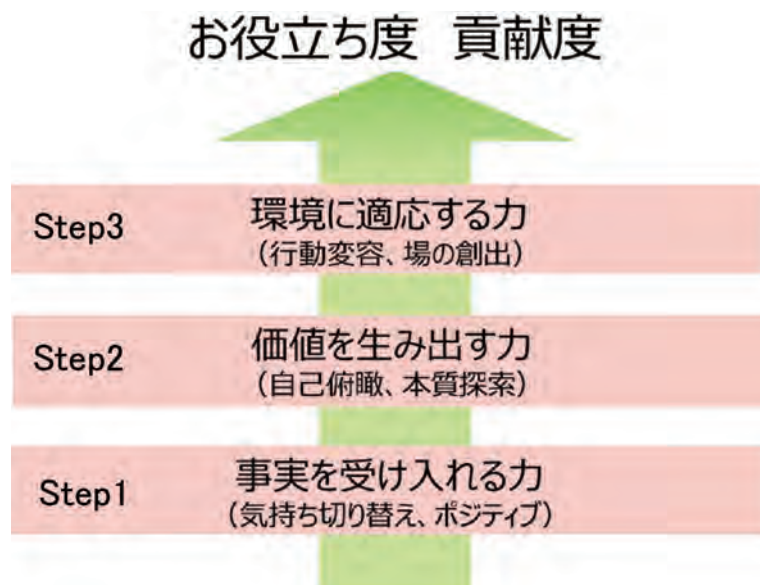 お役立ち度 貢献度
Step3 環境に適応する力
(行動変容、場の創出)
Step2 価値を生み出す力
(自己俯瞰、本質探索)
Step1 事実を受け入れる力
(気持ち切り替え、ポジティブ)